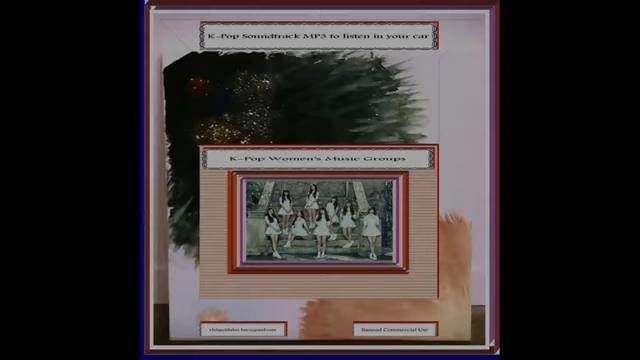 K-Pop Soundtrack MP3 to listen in your car
K-Pop Women's Music Groups
Banned Commercial Use